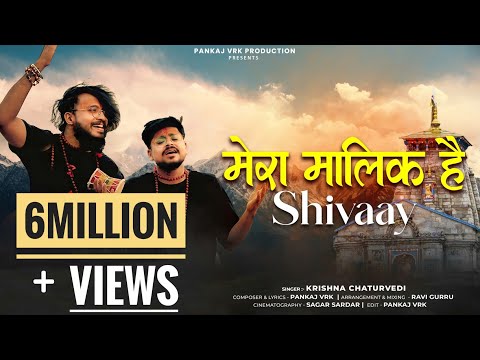 PANKAJ VRK PRODUCTION
PRESENTS
मेरा मालिक है
Shivaay
6MILLION
+ VIEWS
SINGER :- KRISHNA CHATURVEDI
COMPOSER & LYRICS - PANKAJ VRK | ARRANGEMENT & MIXING - RAVI GURRU
CINEMATOGRAPHY - SAGAR SARDAR | EDIT - PANKAJ VRK